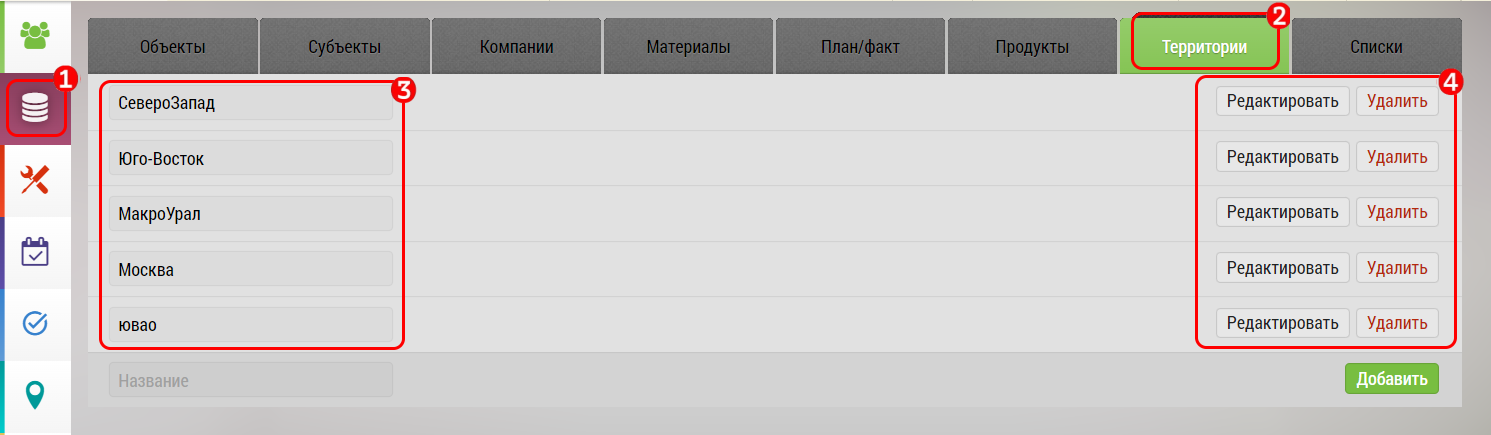 1
2
Объекты Субъекты Компании Материалы План/факт Продукты Территории Списки
3
4
СевероЗапад Редактировать Удалить
Юго-Восток Редактировать Удалить
МакроУрал Редактировать Удалить
Москва Редактировать Удалить
ювао Редактировать Удалить
Название Добавить